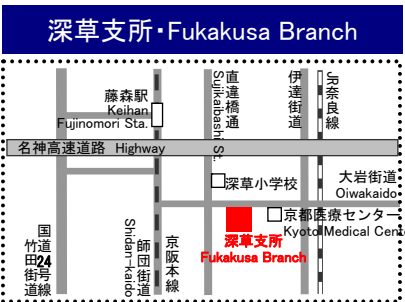 深草支所･Fukakusa Branch
藤森駅
Keihan
Fujinomori Sta.
直違橋通
Sujikaibashi St.
伊達街道
JR奈良線
名神高速道路 Highway
深草小学校
大岩街道
Oiwakaido
京都医療センター
Kyoto Medical Cent
深草支所
Fukakusa Branch
国道24号線
竹田街道
師団街道
Shidan-kaido
京阪本線